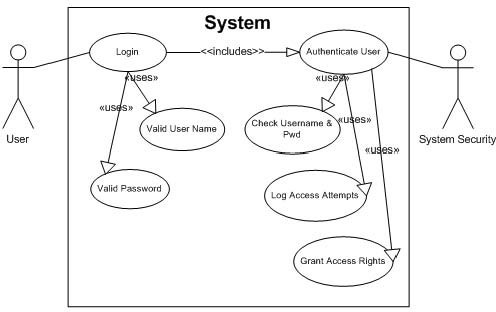 System
Login
<<includes>>
Authenticate User
«uses»
«uses»
«uses»
«uses»
«uses»
Valid User Name
Check Username &
Pwd
User
System Security
Valid Password
Log Access Attempts
Grant Access Rights